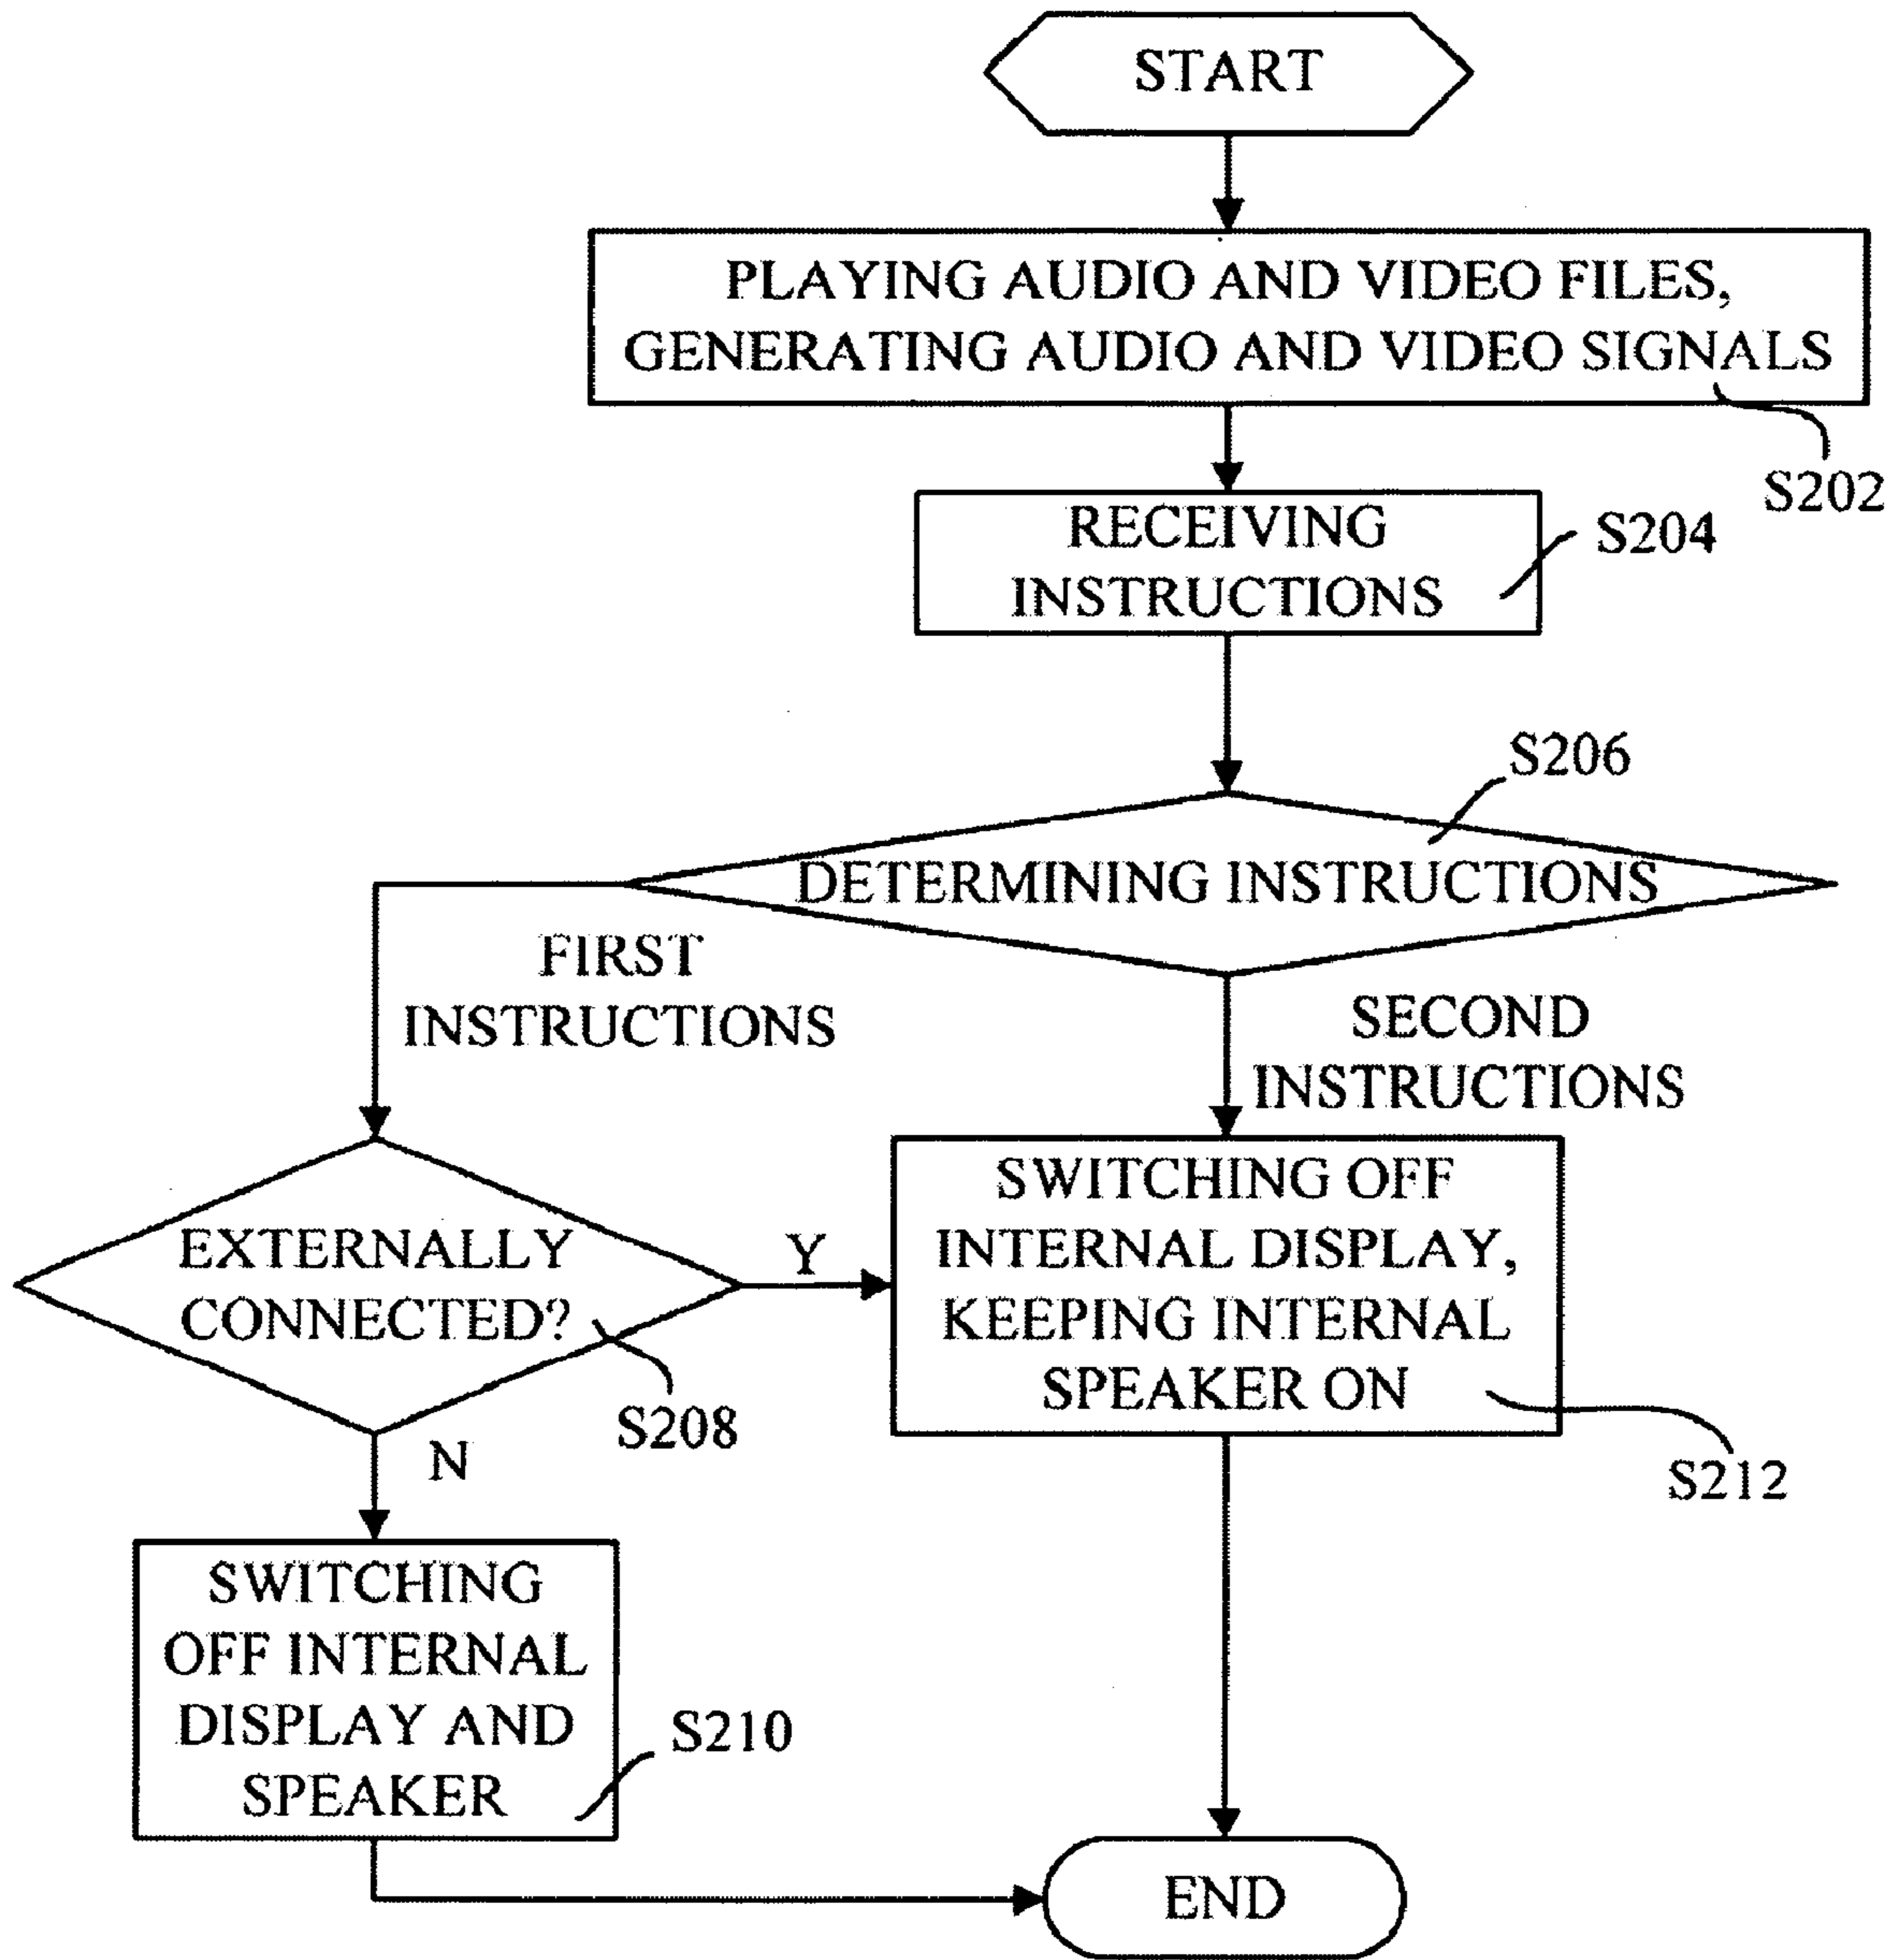 START
PLAYING AUDIO AND VIDEO FILES,
GENERATING AUDIO AND VIDEO SIGNALS
S202
RECEIVING
INSTRUCTIONS
S204
S206
DETERMINING INSTRUCTIONS
FIRST
INSTRUCTIONS
SECOND
INSTRUCTIONS
EXTERNALLY
CONNECTED?
Y
S208
N
SWITCHING OFF
INTERNAL DISPLAY,
KEEPING INTERNAL
SPEAKER ON
S212
SWITCHING
OFF INTERNAL
DISPLAY AND
SPEAKER
S210
END